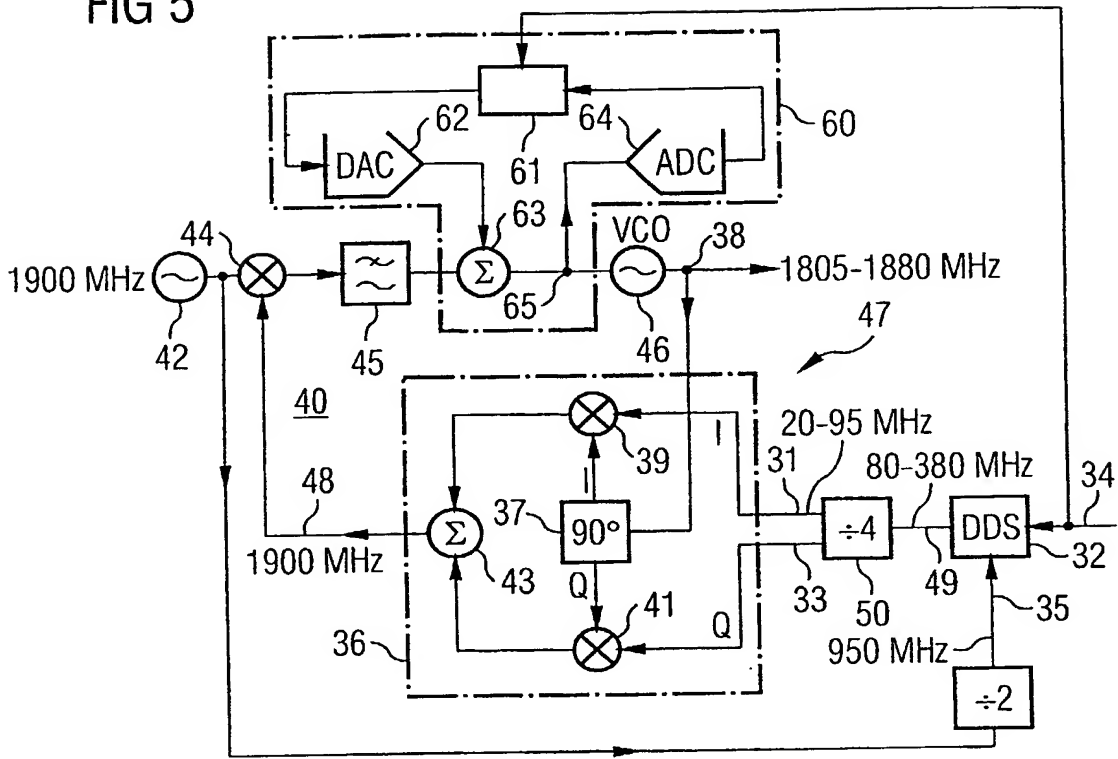 FIG 5
62
64
60
DAC
61
ADC
63
VCO
38
44
Σ
1900 MHz
1805-1880 MHz
42
45
65
46
47
40
20-95 MHz
39
I
31
80-380 MHz
34
48
I
37
90°
÷4
DDS
Σ
1900 MHz
43
Q
41
Q
33
50
49
32
35
36
950 MHz
÷2